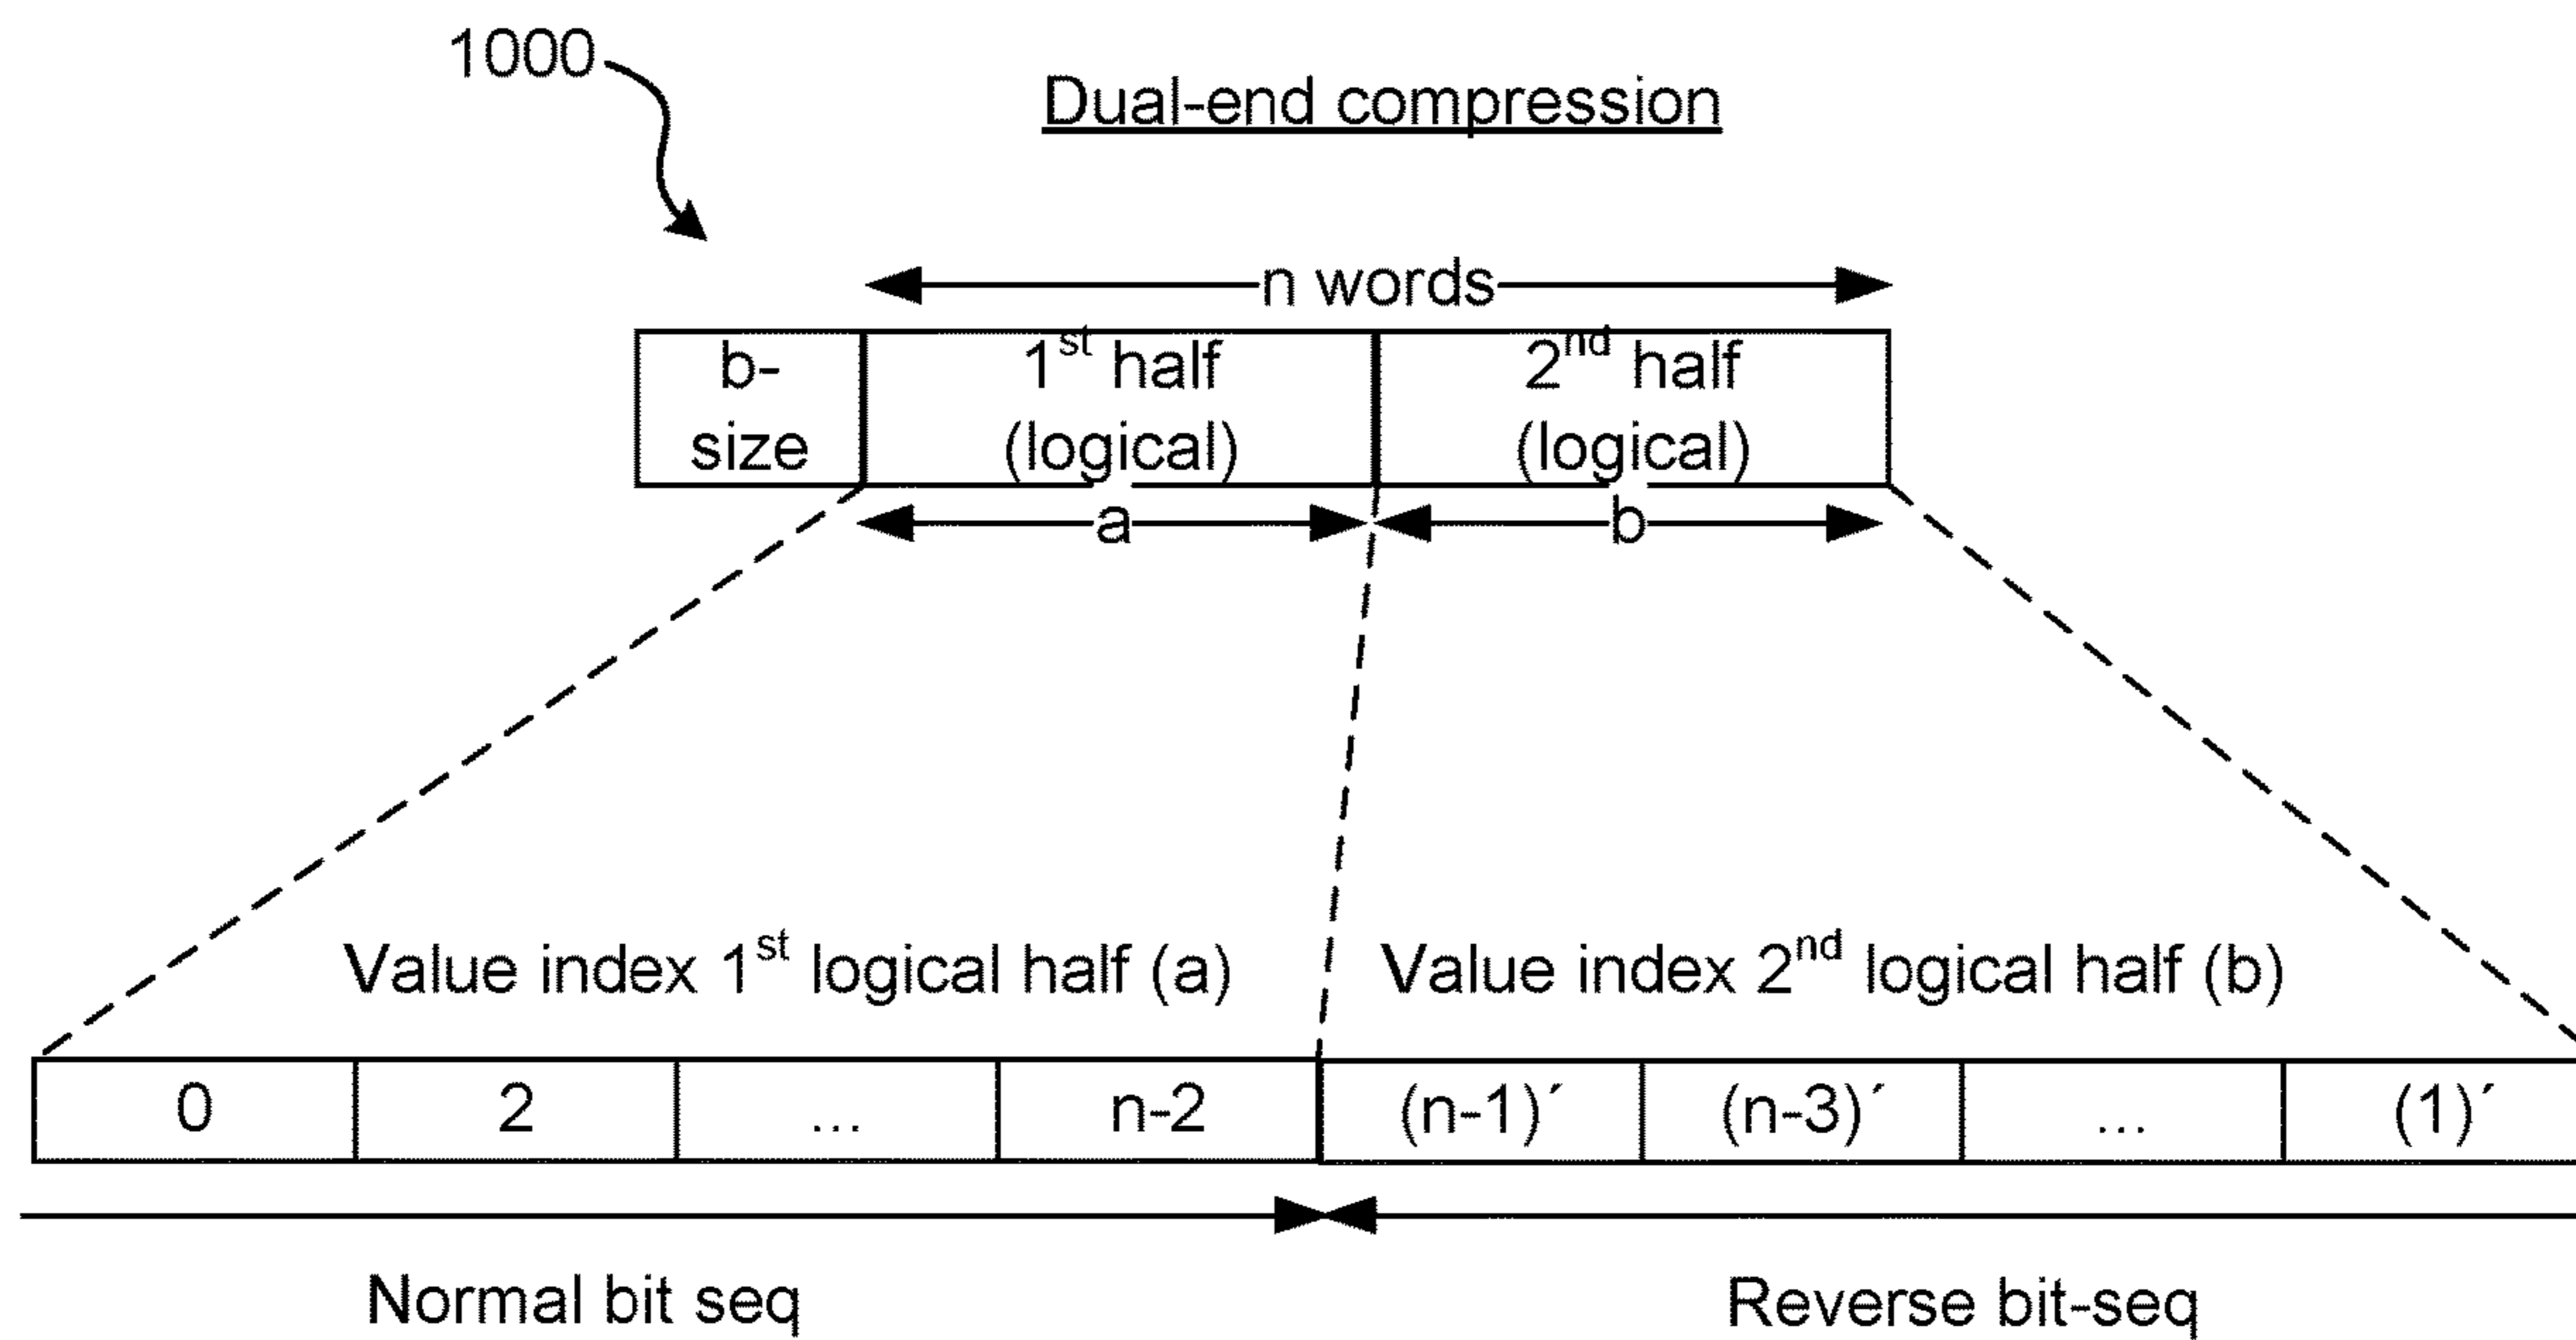 1000
Dual-end compression
n words
b-
size
1st half
(logical)
2nd half
(logical)
a
b
Value index 1st logical half (a)
Value index 2nd logical half (b)
0 2 ... n-2 (n-1)´ (n-3)´ ... (1)´
Normal bit seq
Reverse bit-seq